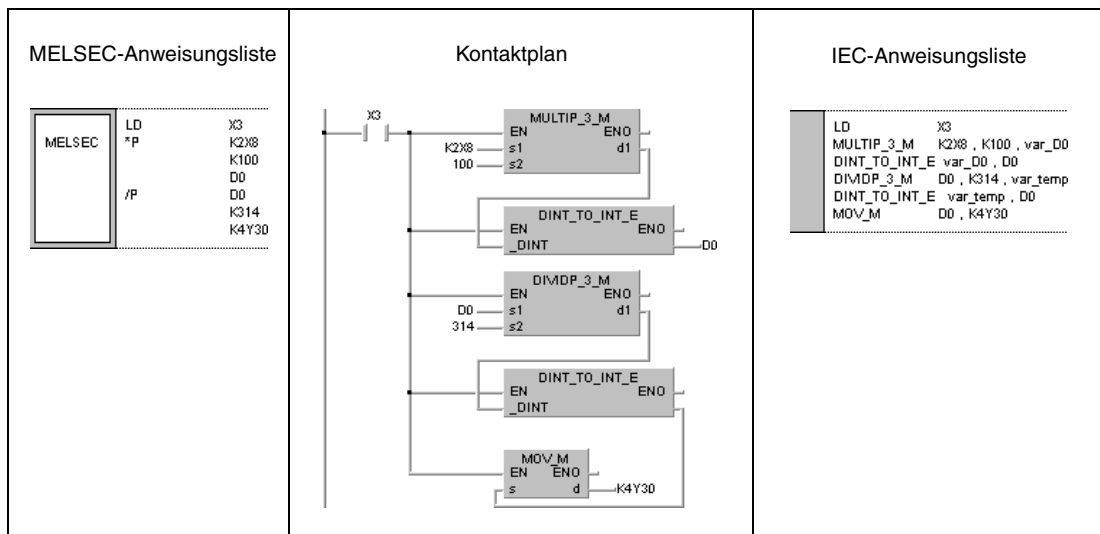 MELSEC-Anweisungsliste
MELSEC
LD X3
*P K2X8
K100
D0
/P D0
K314
K4Y30
Kontaktplan
X3
MULTIP_3_M
EN ENO
K2X8 s1 d1
100 s2
DINT_TO_INT_E
EN ENO
_DINT D0
DIVIDP_3_M
EN ENO
D0 s1 d1
314 s2
DINT_TO_INT_E
EN ENO
_DINT
MOV_M
EN ENO
s d K4Y30
IEC-Anweisungsliste
LD X3
MULTIP_3_M K2X8 , K100 , var_D0
DINT_TO_INT_E var_D0 , D0
DIVIDP_3_M D0 , K314 , var_temp
DINT_TO_INT_E var_temp , D0
MOV_M D0 , K4Y30